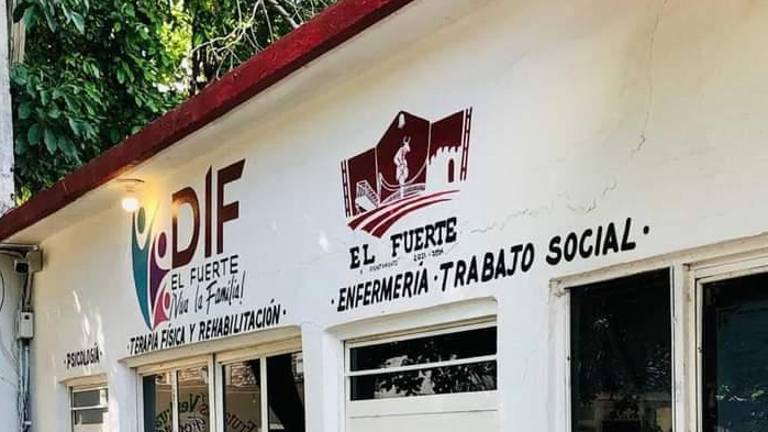 DIF
EL FUERTE
¡Viva la Familia!
· TERAPIA FÍSICA Y REHABILITACIÓN ·
· PSICOLOGÍA
EL FUERTE
· ENFERMERÍA · TRABAJO SOCIAL ·